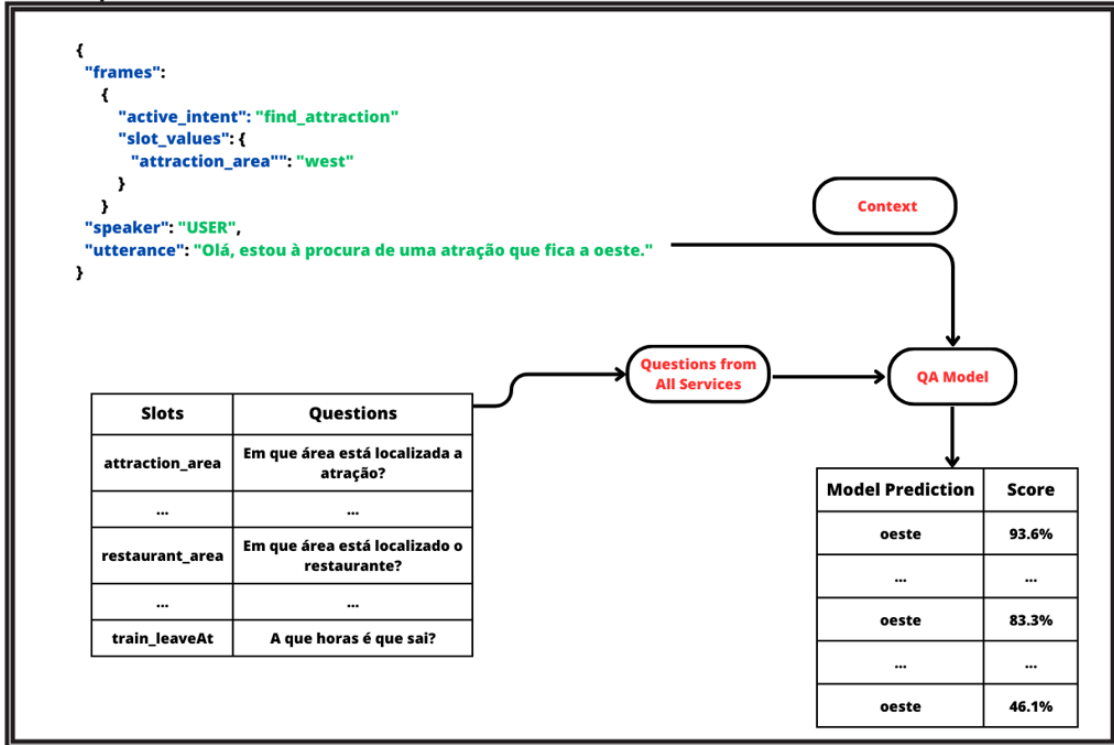 {
"frames":
{
"active_intent": "find_attraction"
"slot_values": {
"attraction_area"": "west"
}
}
"speaker": "USER",
"utterance": "Olá, estou à procura de uma atração que fica a oeste."
}
Context
Questions from
All Services
QA Model
Slots Questions
attraction_area Em que área está localizada a
atração?
... ...
restaurant_area Em que área está localizado o
restaurante?
... ...
train_leaveAt A que horas é que sai?
Model Prediction Score
oeste 93.6%
... ...
oeste 83.3%
... ...
oeste 46.1%